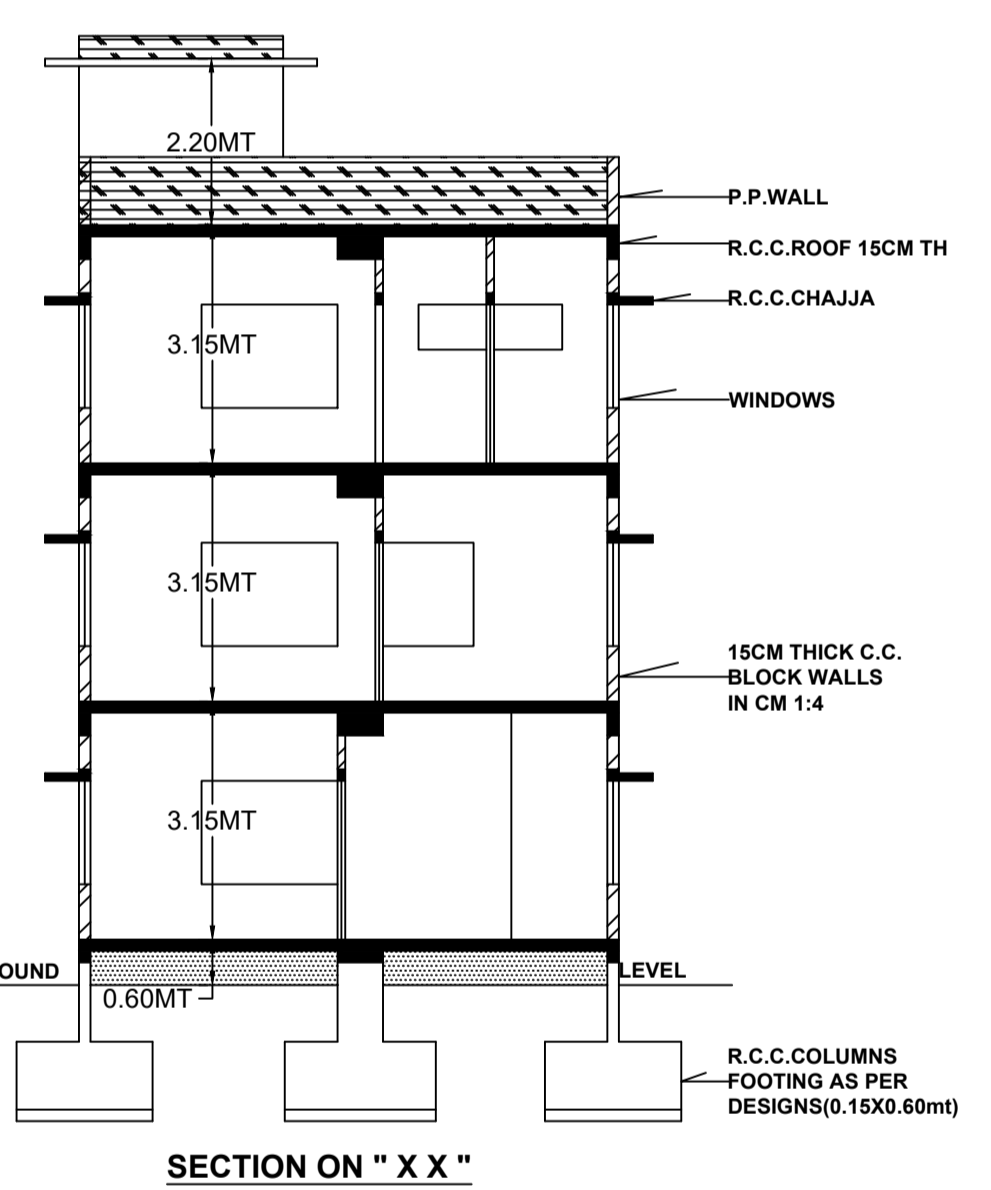 2.20MT
P.P.WALL
R.C.C.ROOF 15CM TH
R.C.C.CHAJJA
3.15MT
WINDOWS
3.15MT
15CM THICK C.C.
BLOCK WALLS
IN CM 1:4
3.15MT
OUND
LEVEL
0.60MT
R.C.C.COLUMNS
FOOTING AS PER
DESIGNS(0.15X0.60mt)
SECTION ON " X X "